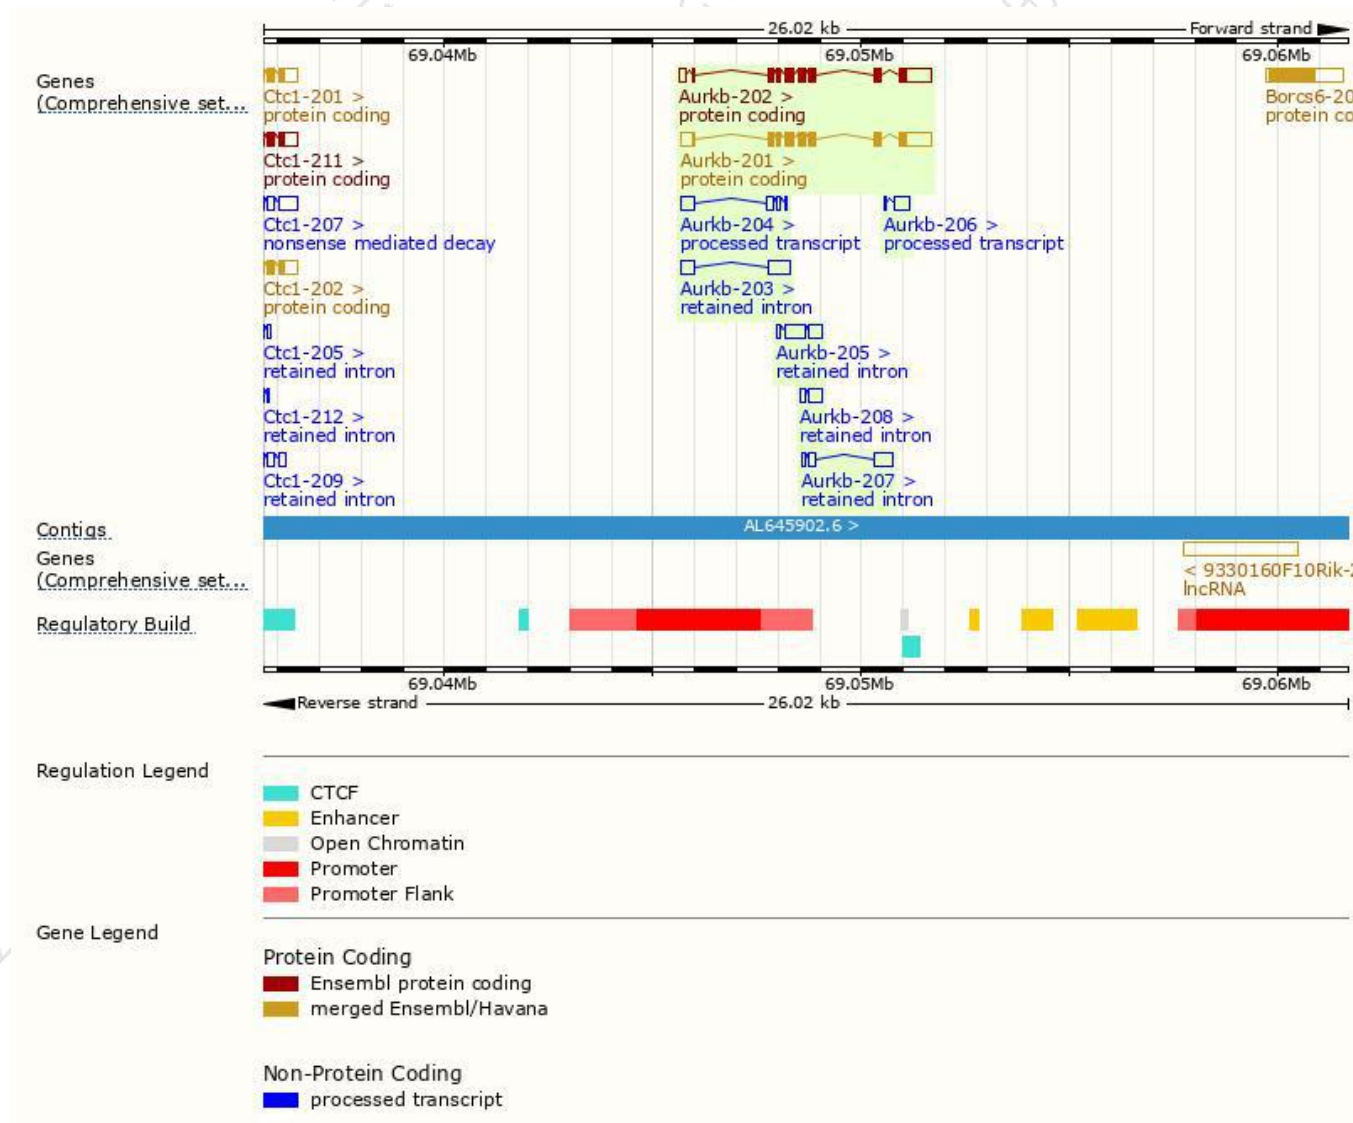 26.02 kb Forward strand
69.04Mb 69.05Mb 69.06Mb
Genes
(Comprehensive set...
Ctc1-201 > Aurkb-202 > Borcs6-20
protein coding protein coding protein co
Ctc1-211 > Aurkb-201 >
protein coding protein coding
Ctc1-207 > Aurkb-204 > Aurkb-206 >
nonsense mediated decay processed transcript processed transcript
Ctc1-202 > Aurkb-203 >
protein coding retained intron
Ctc1-205 > Aurkb-205 >
retained intron retained intron
Ctc1-212 > Aurkb-208 >
retained intron retained intron
Ctc1-209 > Aurkb-207 >
retained intron retained intron
Contigs AL645902.6 >
Genes
(Comprehensive set...
< 9330160F10Rik-2
lncRNA
Regulatory Build
69.04Mb 69.05Mb 69.06Mb
Reverse strand 26.02 kb
Regulation Legend
CTCF
Enhancer
Open Chromatin
Promoter
Promoter Flank
Gene Legend
Protein Coding
Ensembl protein coding
merged Ensembl/Havana
Non-Protein Coding
processed transcript